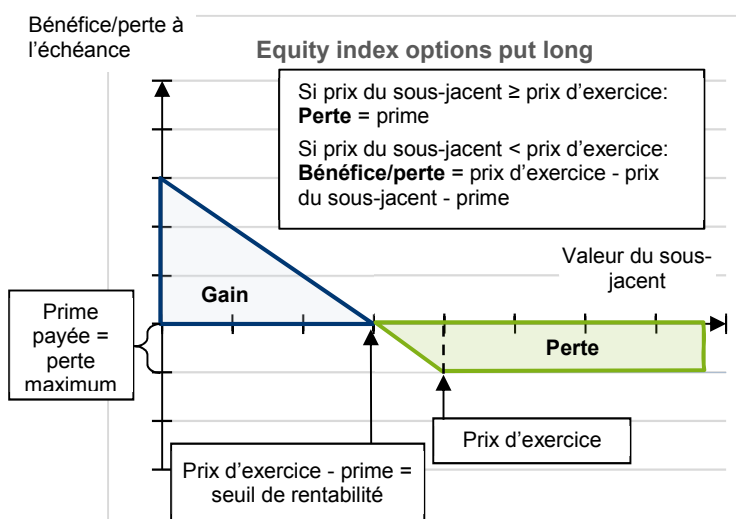 Bénéfice/perte à
l'échéance
Equity index options put long
Si prix du sous-jacent ≥ prix d'exercice:
Perte = prime
Si prix du sous-jacent < prix d'exercice:
Bénéfice/perte = prix d'exercice - prix
du sous-jacent - prime
Valeur du sous-
jacent
Gain
Prime
payée =
perte
maximum
Perte
Prix d'exercice
Prix d'exercice - prime =
seuil de rentabilité